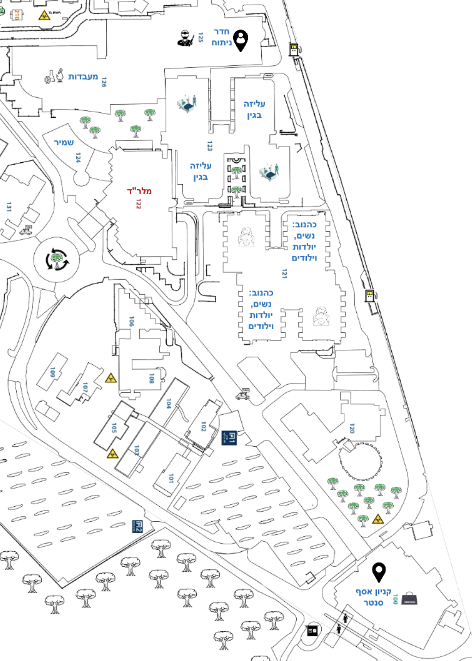 חדר
ניתוח
125
מעבדות
126
שמיר
124
עליזה
בגין
עליזה
בגין
123
מלר"ד
122
131
כהנוב:
נשים,
יולדות
וילודים
121
כהנוב:
נשים,
יולדות
וילודים
106
109
107
108
104
105
103
102
101
P1
P2
120
קניון אסף
סנטר
100